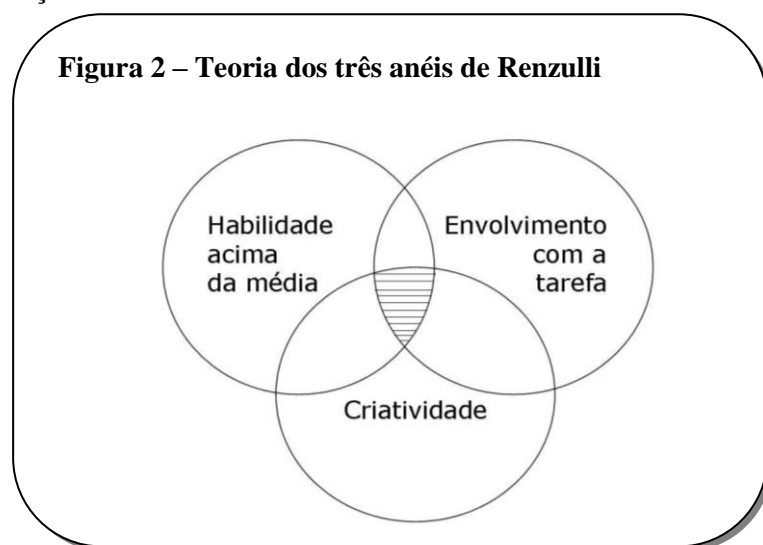 Figura 2 – Teoria dos três anéis de Renzulli
Habilidade
acima
da média
Envolvimento
com a
tarefa
Criatividade